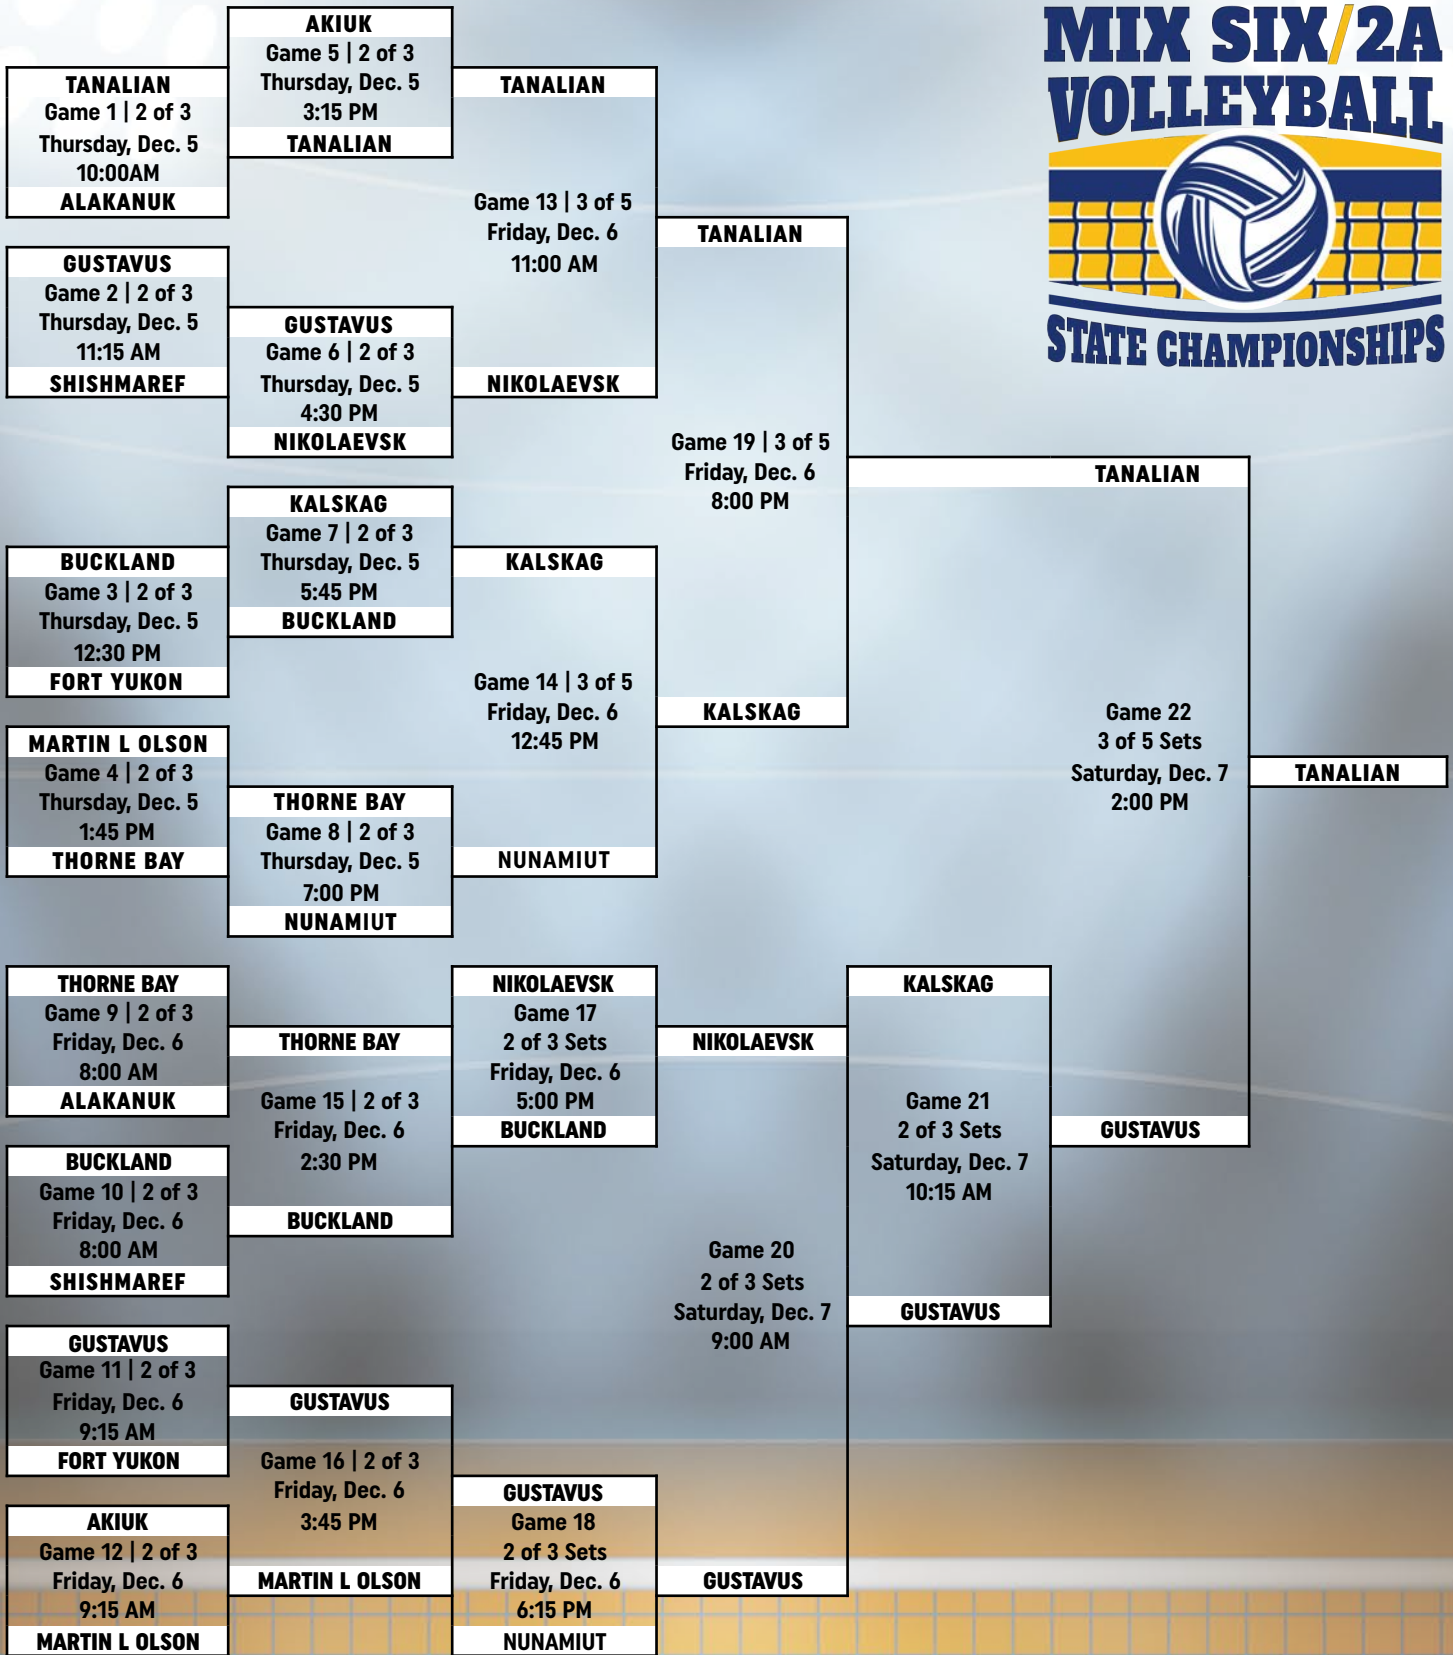 MIX SIX/2A
VOLLEYBALL
STATE CHAMPIONSHIPS
TANALIAN
Game 1 | 2 of 3
Thursday, Dec. 5
10:00AM
ALAKANUK
GUSTAVUS
Game 2 | 2 of 3
Thursday, Dec. 5
11:15 AM
SHISHMAREF
BUCKLAND
Game 3 | 2 of 3
Thursday, Dec. 5
12:30 PM
FORT YUKON
MARTIN L OLSON
Game 4 | 2 of 3
Thursday, Dec. 5
1:45 PM
THORNE BAY
AKIUK
Game 5 | 2 of 3
Thursday, Dec. 5
3:15 PM
TANALIAN
GUSTAVUS
Game 6 | 2 of 3
Thursday, Dec. 5
4:30 PM
NIKOLAEVSK
KALSKAG
Game 7 | 2 of 3
Thursday, Dec. 5
5:45 PM
BUCKLAND
THORNE BAY
Game 8 | 2 of 3
Thursday, Dec. 5
7:00 PM
NUNAMIUT
TANALIAN
Game 13 | 3 of 5
Friday, Dec. 6
11:00 AM
NIKOLAEVSK
KALSKAG
Game 14 | 3 of 5
Friday, Dec. 6
12:45 PM
NUNAMIUT
TANALIAN
Game 19 | 3 of 5
Friday, Dec. 6
8:00 PM
KALSKAG
TANALIAN
Game 22
3 of 5 Sets
Saturday, Dec. 7
2:00 PM
GUSTAVUS
TANALIAN
THORNE BAY
Game 9 | 2 of 3
Friday, Dec. 6
8:00 AM
ALAKANUK
BUCKLAND
Game 10 | 2 of 3
Friday, Dec. 6
8:00 AM
SHISHMAREF
GUSTAVUS
Game 11 | 2 of 3
Friday, Dec. 6
9:15 AM
FORT YUKON
AKIUK
Game 12 | 2 of 3
Friday, Dec. 6
9:15 AM
MARTIN L OLSON
THORNE BAY
Game 15 | 2 of 3
Friday, Dec. 6
2:30 PM
BUCKLAND
GUSTAVUS
Game 16 | 2 of 3
Friday, Dec. 6
3:45 PM
MARTIN L OLSON
NIKOLAEVSK
Game 17
2 of 3 Sets
Friday, Dec. 6
5:00 PM
BUCKLAND
GUSTAVUS
Game 18
2 of 3 Sets
Friday, Dec. 6
6:15 PM
NUNAMIUT
NIKOLAEVSK
Game 20
2 of 3 Sets
Saturday, Dec. 7
9:00 AM
GUSTAVUS
KALSKAG
Game 21
2 of 3 Sets
Saturday, Dec. 7
10:15 AM
GUSTAVUS